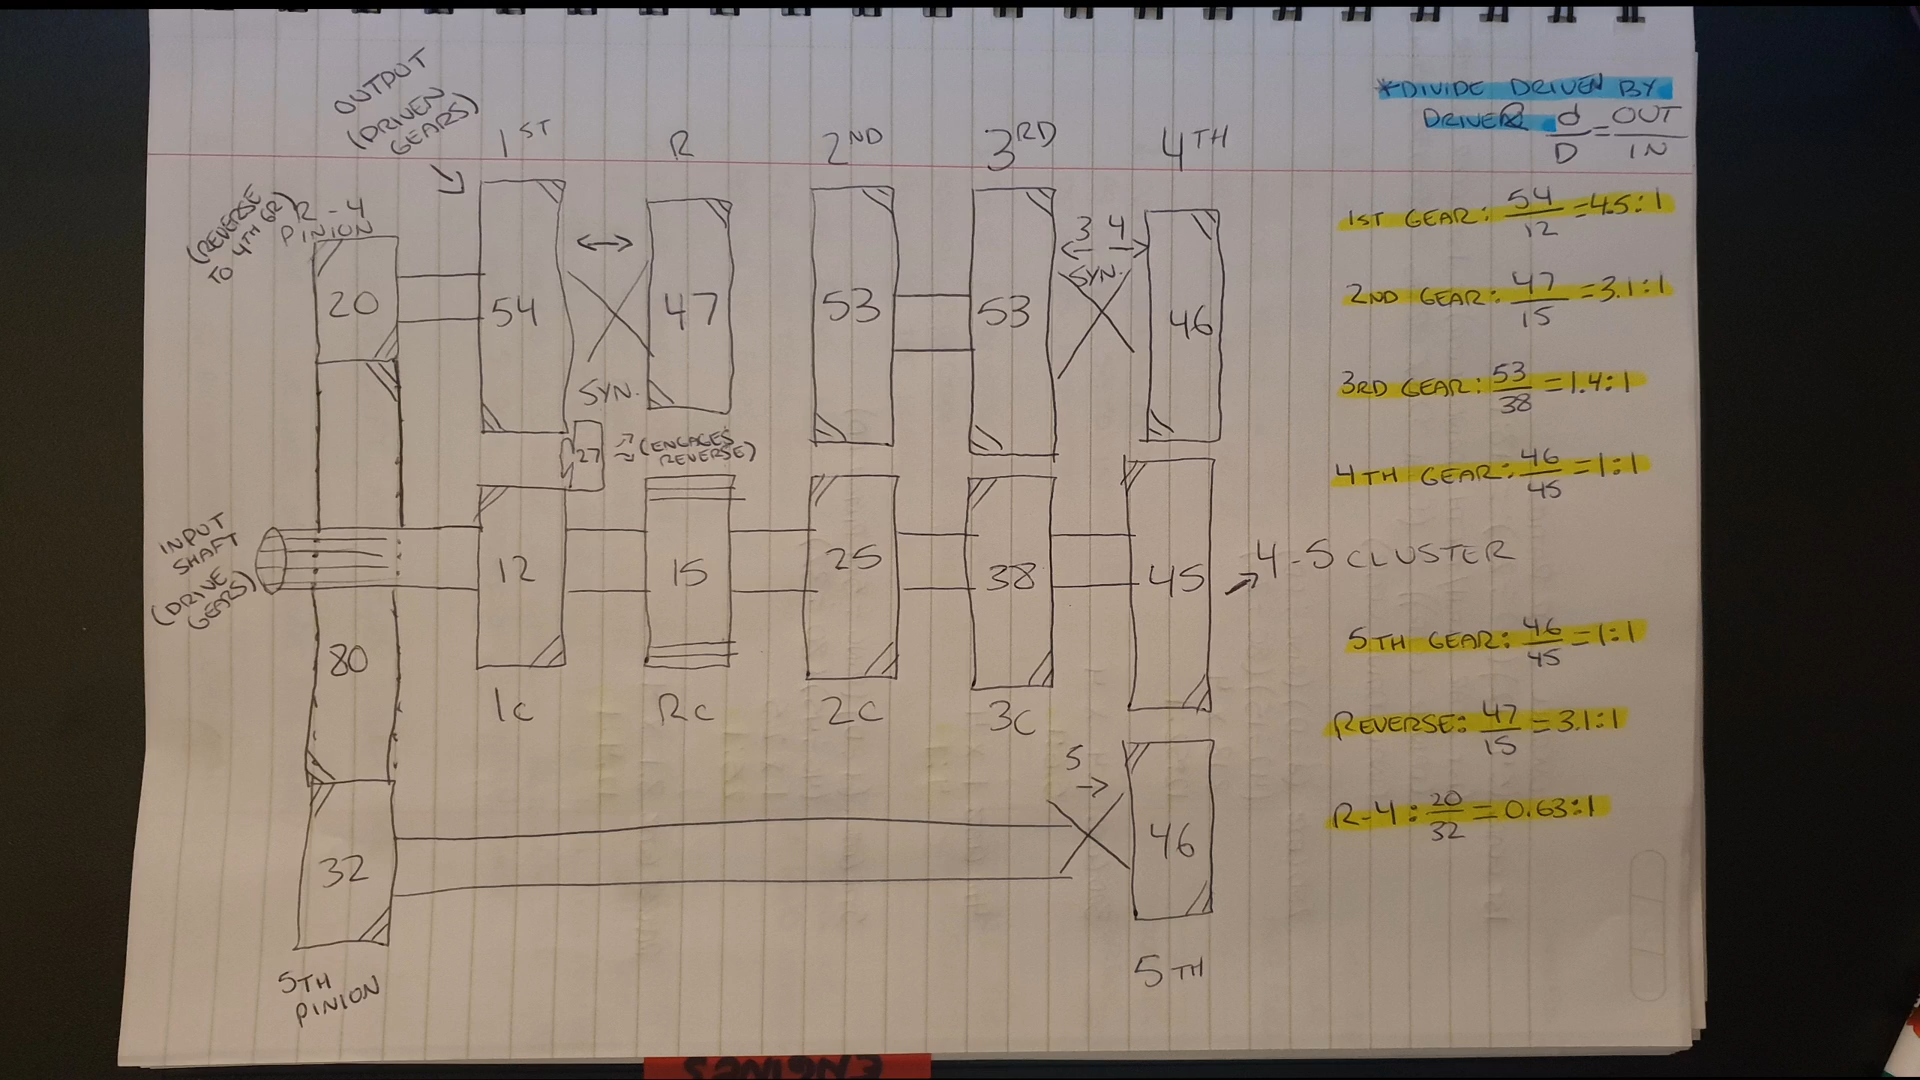 OUTPUT
(DRIVEN
GEARS)
1ST
R
2ND
3RD
4TH
*DIVIDE DRIVEN BY
DRIVER d/D = OUT/IN
(REVERSE
TO 4TH GR)
R-4
PINION
20
54
47
53
53
3 4
SYN.
46
SYN.
27
(ENGAGES
REVERSE)
INPUT
SHAFT
(DRIVE
GEARS)
12
15
25
38
45
4-5 CLUSTER
80
1C
RC
2C
3C
5
32
46
5TH
PINION
5TH
1ST GEAR: 54/12 = 4.5:1
2ND GEAR: 47/15 = 3.1:1
3RD GEAR: 53/38 = 1.4:1
4TH GEAR: 46/45 = 1:1
5TH GEAR: 46/45 = 1:1
REVERSE: 47/15 = 3.1:1
R-4: 20/32 = 0.63:1
ENGINES